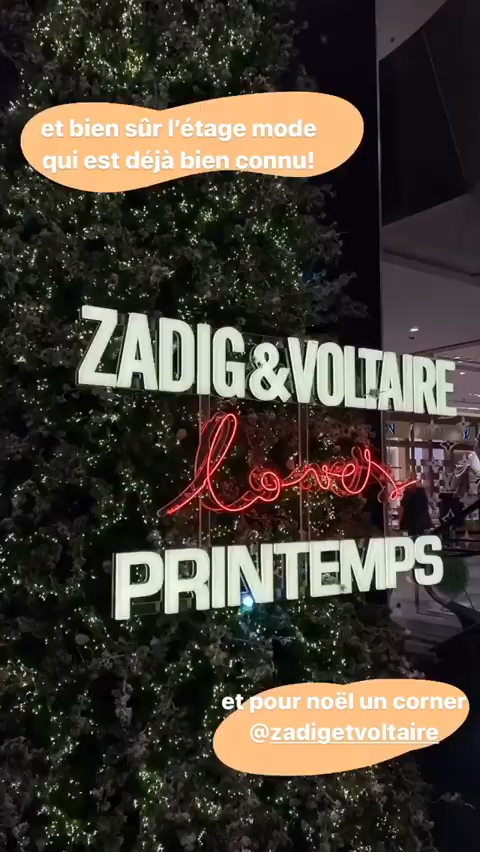 et bien sûr l’étage mode
qui est déjà bien connu!
ZADIG&VOLTAIRE
loves
PRINTEMPS
et pour noël un corner
@zadigetvoltaire